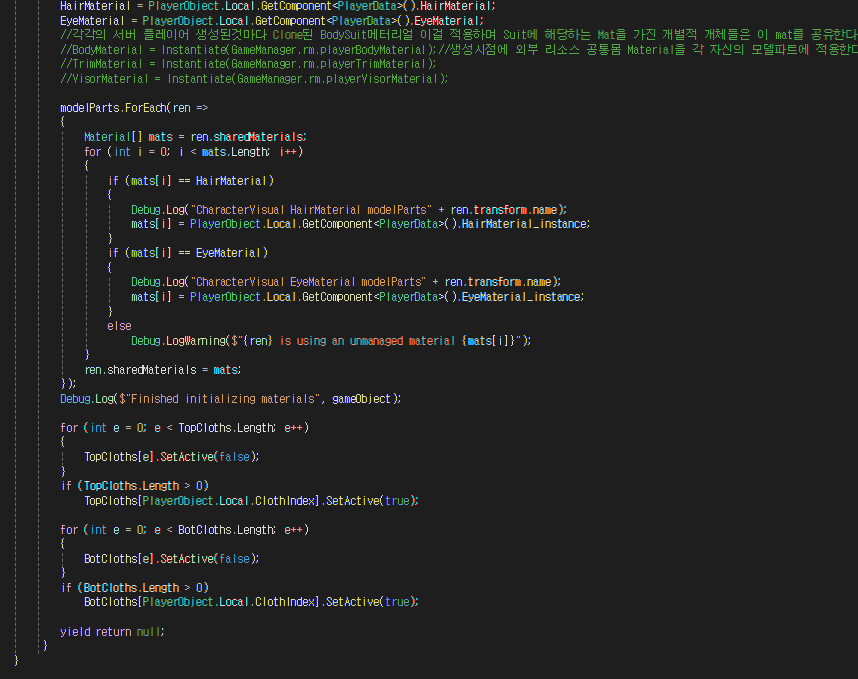 HairMaterial = PlayerObject.Local.GetComponent<PlayerData>().HairMaterial;
EyeMaterial = PlayerObject.Local.GetComponent<PlayerData>().EyeMaterial;
//각각의 서버 플레이어 생성된것마다 Clone된 BodySuit메터리얼 이걸 적용하며 Suit에 해당하는 Mat을 가진 개별적 개체들은 이 mat를 공유한다
//BodyMaterial = Instantiate(GameManager.rm.playerBodyMaterial);//생성시점에 외부 리소스 공통몸 Material을 각 자신의 모델파트에 적용한다
//TrimMaterial = Instantiate(GameManager.rm.playerTrimMaterial);
//VisorMaterial = Instantiate(GameManager.rm.playerVisorMaterial);
modelParts.ForEach(ren =>
{
Material[] mats = ren.sharedMaterials;
for (int i = 0; i < mats.Length; i++)
{
if (mats[i] == HairMaterial)
{
Debug.Log("CharacterVisual HairMaterial modelParts" + ren.transform.name);
mats[i] = PlayerObject.Local.GetComponent<PlayerData>().HairMaterial_instance;
}
if (mats[i] == EyeMaterial)
{
Debug.Log("CharacterVisual EyeMaterial modelParts" + ren.transform.name);
mats[i] = PlayerObject.Local.GetComponent<PlayerData>().EyeMaterial_instance;
}
else
Debug.LogWarning($"{ren} is using an unmanaged material {mats[i]}");
}
ren.sharedMaterials = mats;
});
Debug.Log($"Finished initializing materials", gameObject);
for (int e = 0; e < TopCloths.Length; e++)
{
TopCloths[e].SetActive(false);
}
if (TopCloths.Length > 0)
TopCloths[PlayerObject.Local.ClothIndex].SetActive(true);
for (int e = 0; e < BotCloths.Length; e++)
{
BotCloths[e].SetActive(false);
}
if (BotCloths.Length > 0)
BotCloths[PlayerObject.Local.ClothIndex].SetActive(true);
yield return null;
}
}